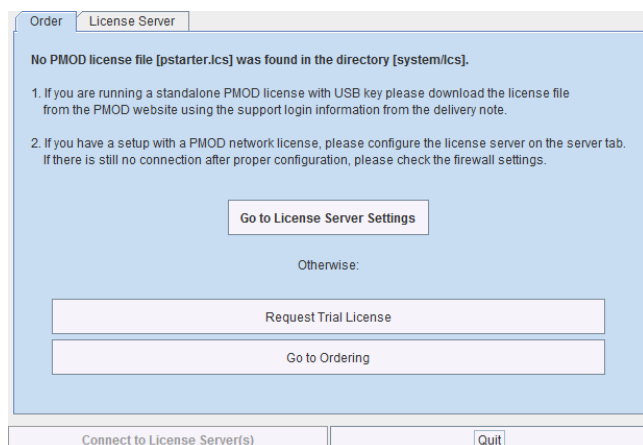 Order
License Server
No PMOD license file [pstarter.lcs] was found in the directory [system/lcs].
1. If you are running a standalone PMOD license with USB key please download the license file
from the PMOD website using the support login information from the delivery note.
2. If you have a setup with a PMOD network license, please configure the license server on the server tab.
If there is still no connection after proper configuration, please check the firewall settings.
Go to License Server Settings
Otherwise:
Request Trial License
Go to Ordering
Connect to License Server(s)
Quit